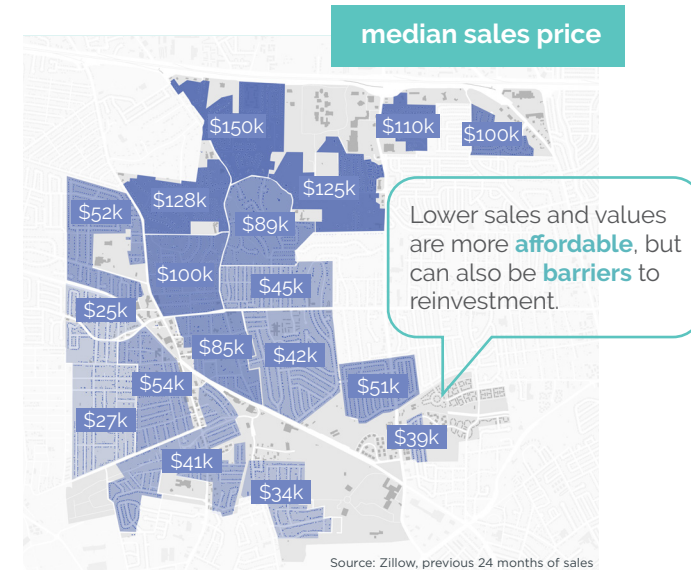 median sales price
$150k
$110k
$100k
$128k
$125k
$52k
$89k
Lower sales and values
are more affordable, but
can also be barriers to
reinvestment.
$100k
$45k
$25k
$85k
$42k
$54k
$51k
$27k
$39k
$41k
$34k
Source: Zillow, previous 24 months of sales